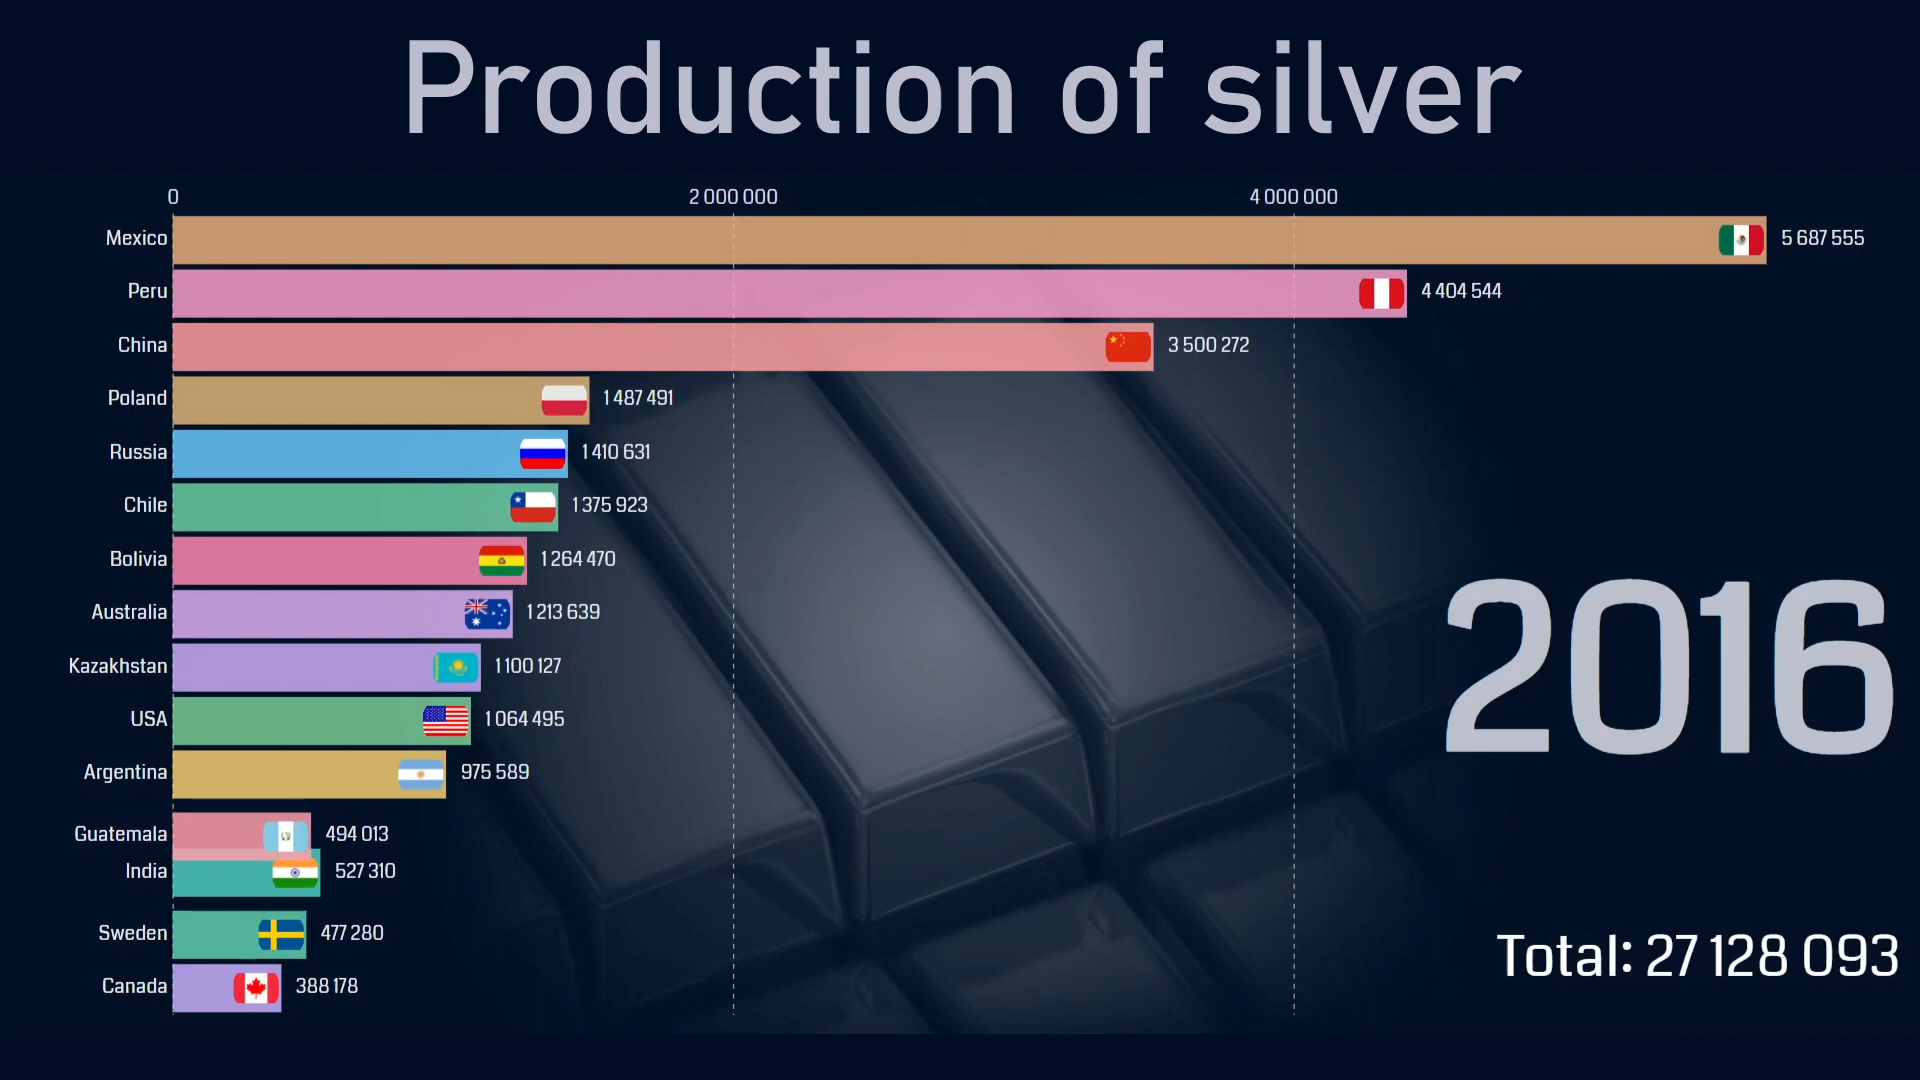 Production of silver
0 2 000 000 4 000 000
Mexico 5 687 555
Peru 4 404 544
China 3 500 272
Poland 1 487 491
Russia 1 410 631
Chile 1 375 923
Bolivia 1 264 470
Australia 1 213 639
Kazakhstan 1 100 127
USA 1 064 495
Argentina 975 589
Guatemala 494 013
India 527 310
Sweden 477 280
Canada 388 178
2016
Total: 27 128 093